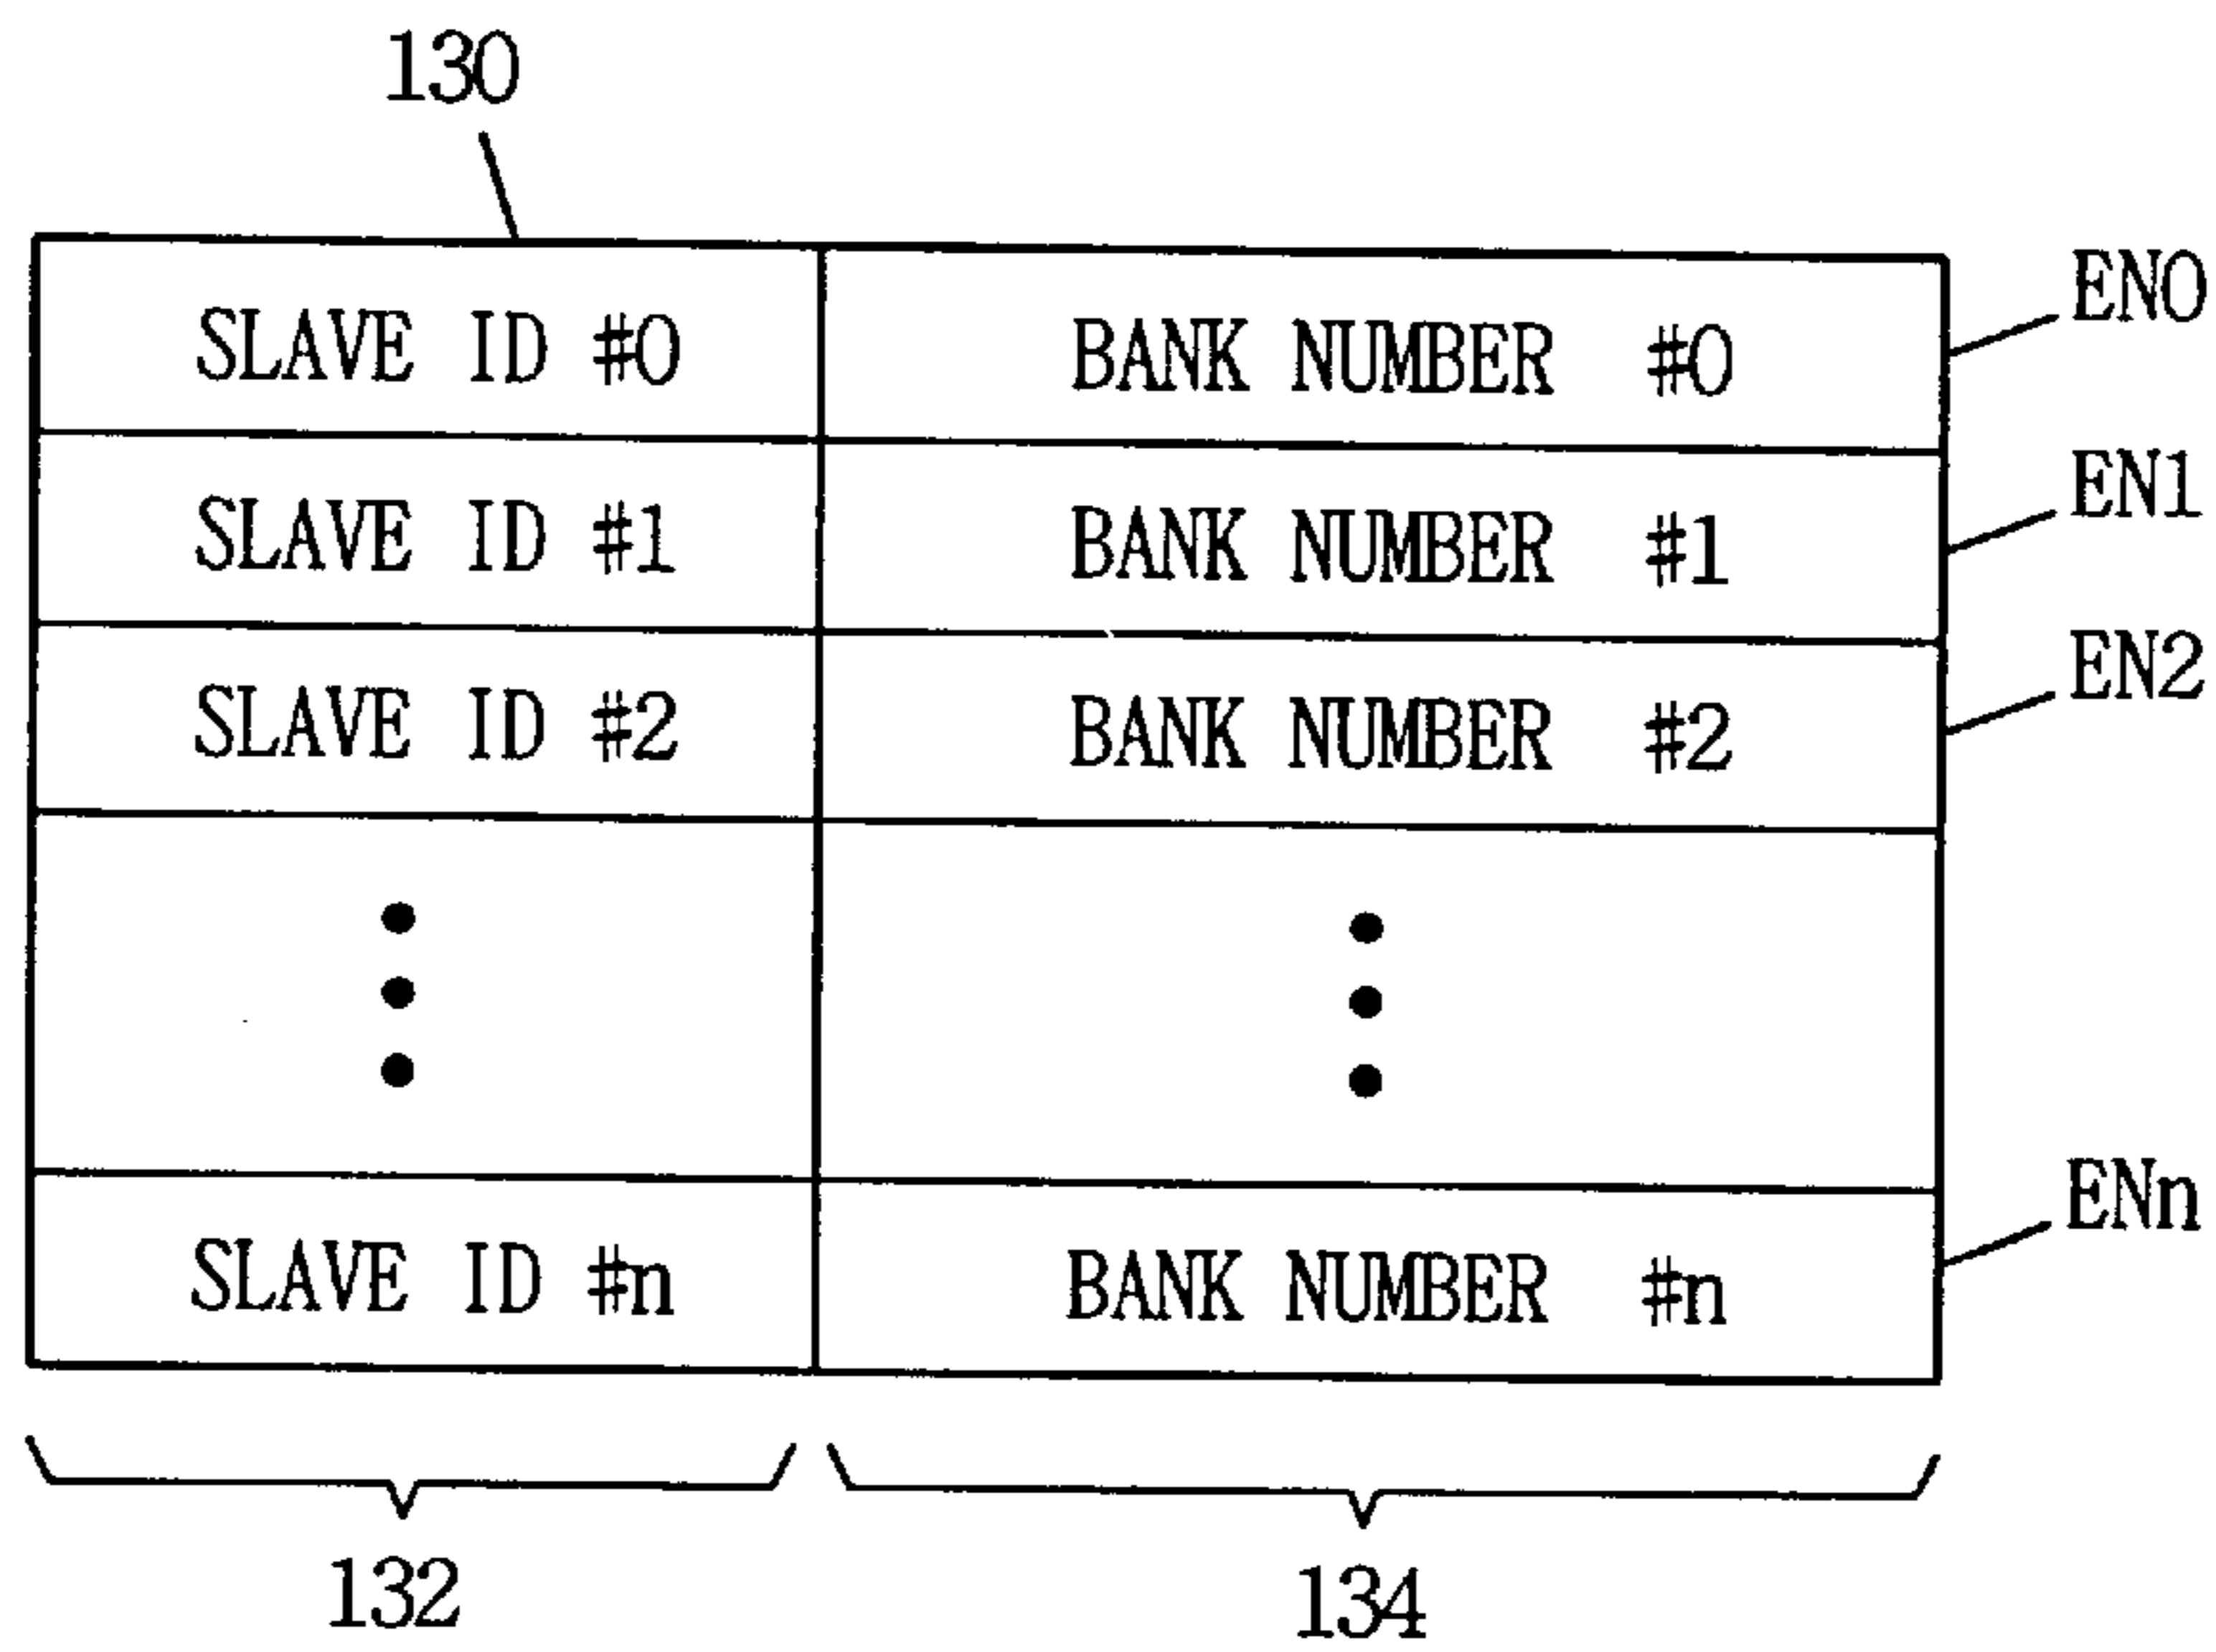 130
SLAVE ID #0 BANK NUMBER #0 EN0
SLAVE ID #1 BANK NUMBER #1 EN1
SLAVE ID #2 BANK NUMBER #2 EN2
SLAVE ID #n BANK NUMBER #n ENn
132 134